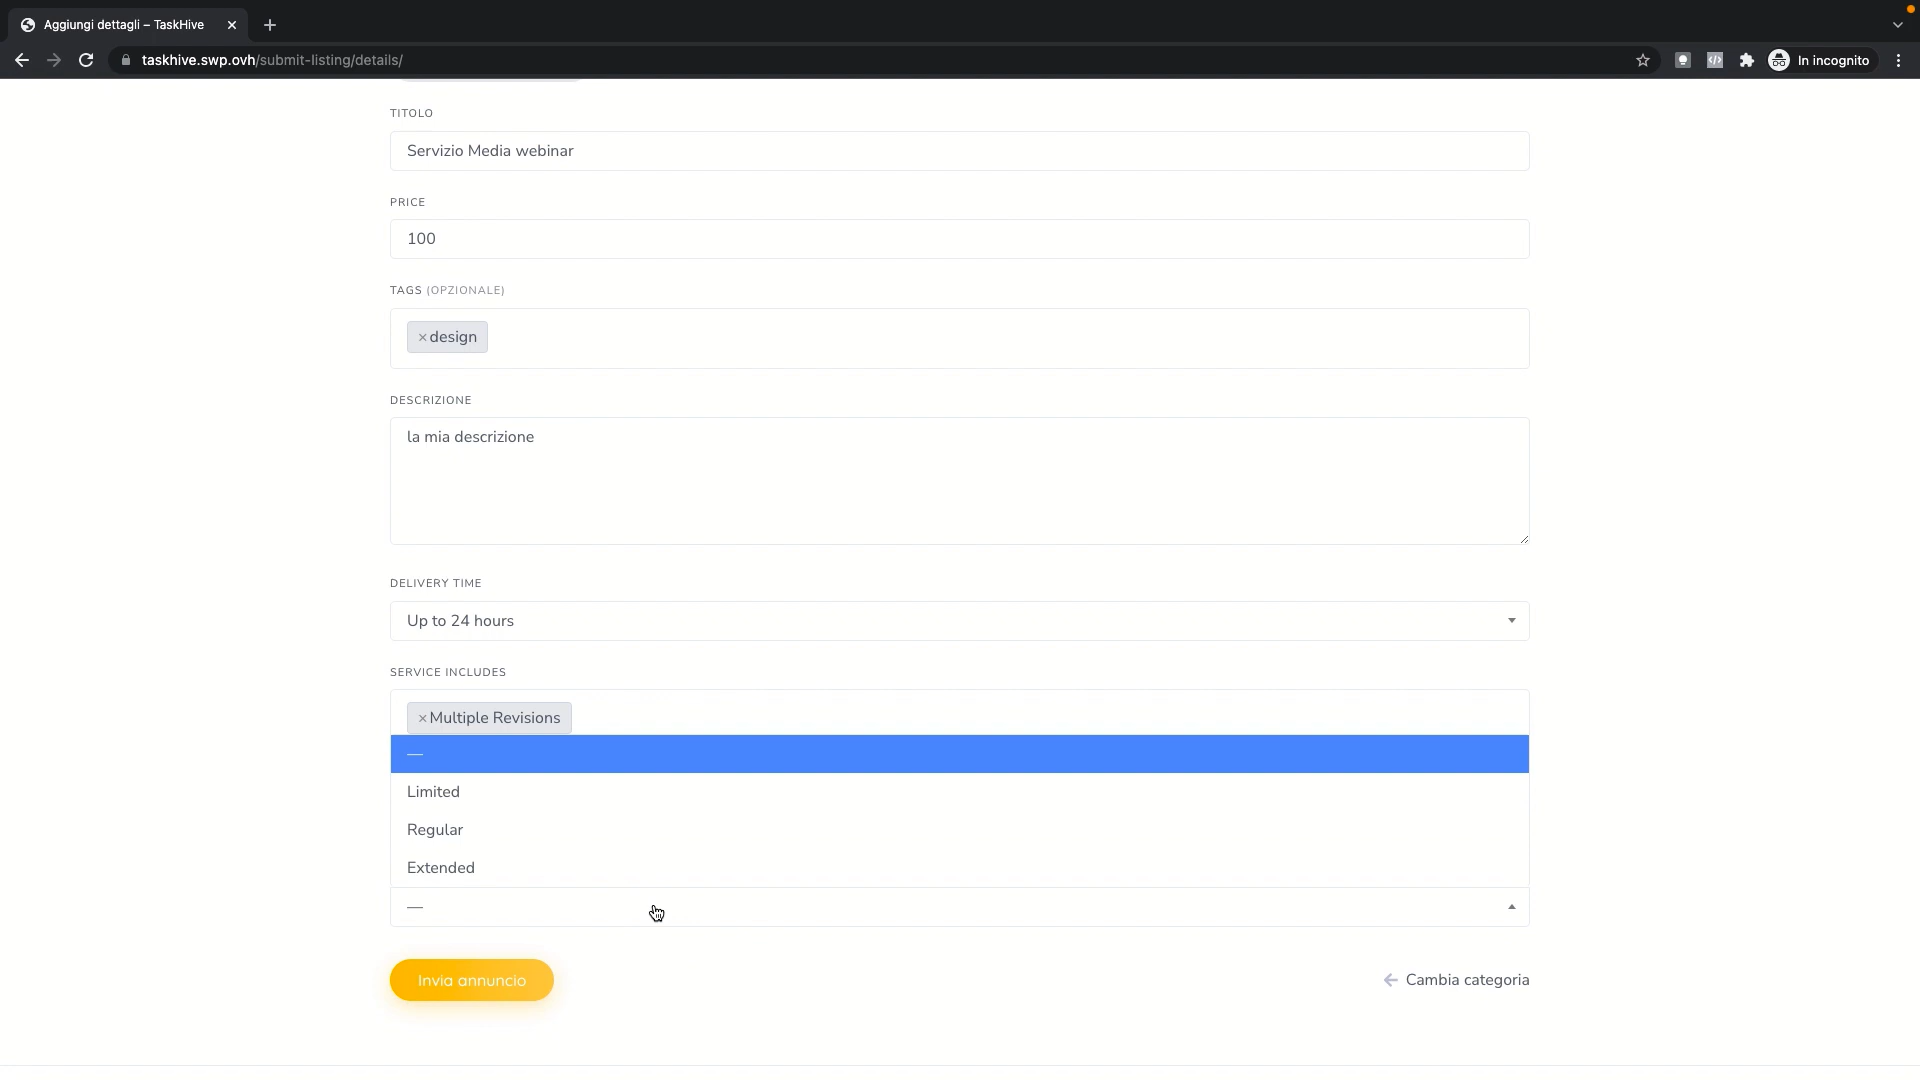 Aggiungi dettagli – TaskHive
taskhive.swp.ovh/submit-listing/details/
In incognito
TITOLO
Servizio Media webinar
PRICE
100
TAGS (OPZIONALE)
×design
DESCRIZIONE
la mia descrizione
DELIVERY TIME
Up to 24 hours
SERVICE INCLUDES
×Multiple Revisions
—
Limited
Regular
Extended
—
Invia annuncio
← Cambia categoria